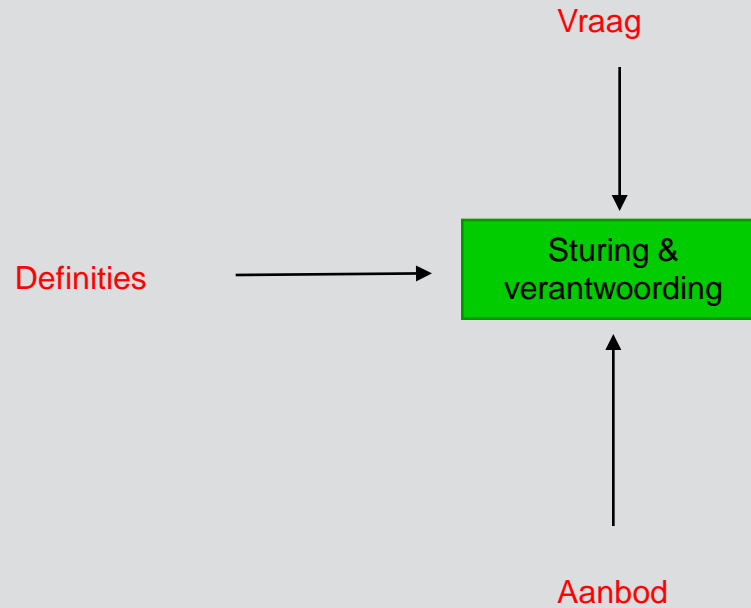 Vraag
Sturing &
verantwoording
Definities
Aanbod